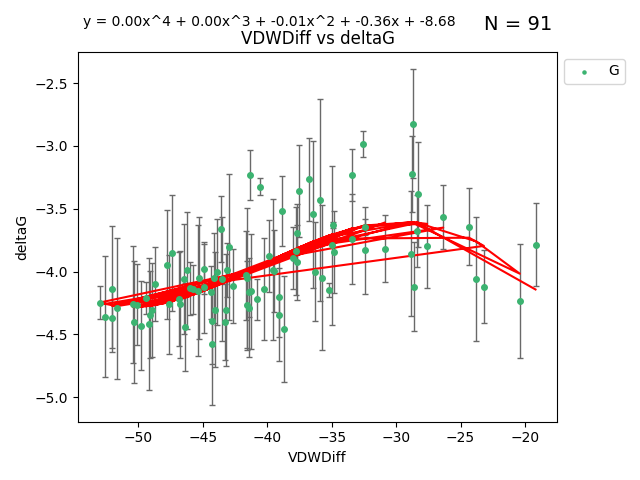 y = 0.00x^4 + 0.00x^3 + -0.01x^2 + -0.36x + -8.68
N = 91
VDWDiff vs deltaG
G
deltaG
−2.5
−3.0
−3.5
−4.0
−4.5
−5.0
−50 −45 −40 −35 −30 −25 −20
VDWDiff